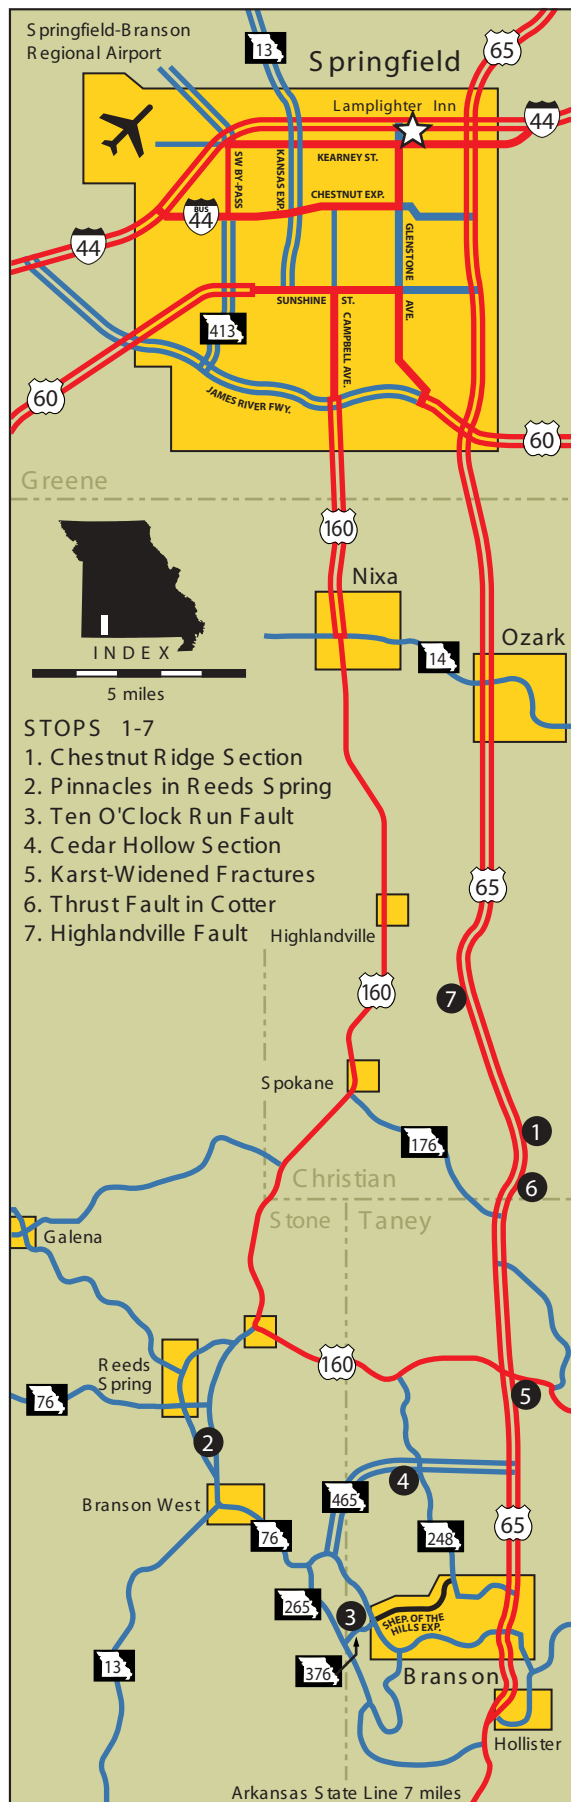 Springfield-Branson
Regional Airport
13
Springfield
65
Lamplighter Inn
44
KEARNEY ST.
SW BY-PASS
KANSAS EXP.
CHESTNUT EXP.
BUS
44
GLENSTONE
AVE.
44
SUNSHINE ST.
413
CAMPBELL AVE.
60
JAMES RIVER FWY.
60
Greene
160
Nixa
INDEX
14
Ozark
5 miles
STOPS 1-7
1. Chestnut Ridge Section
2. Pinnacles in Reeds Spring
3. Ten O'Clock Run Fault
4. Cedar Hollow Section
5. Karst-Widened Fractures
6. Thrust Fault in Cotter
7. Highlandville Fault
65
Highlandville
160
7
Spokane
1
176
Christian
6
Stone
Taney
Galena
160
Reeds
Spring
76
5
2
4
Branson West
465
65
76
248
265
3
SHEP. OF THE
HILLS EXP.
13
376
Branson
Hollister
Arkansas State Line 7 miles